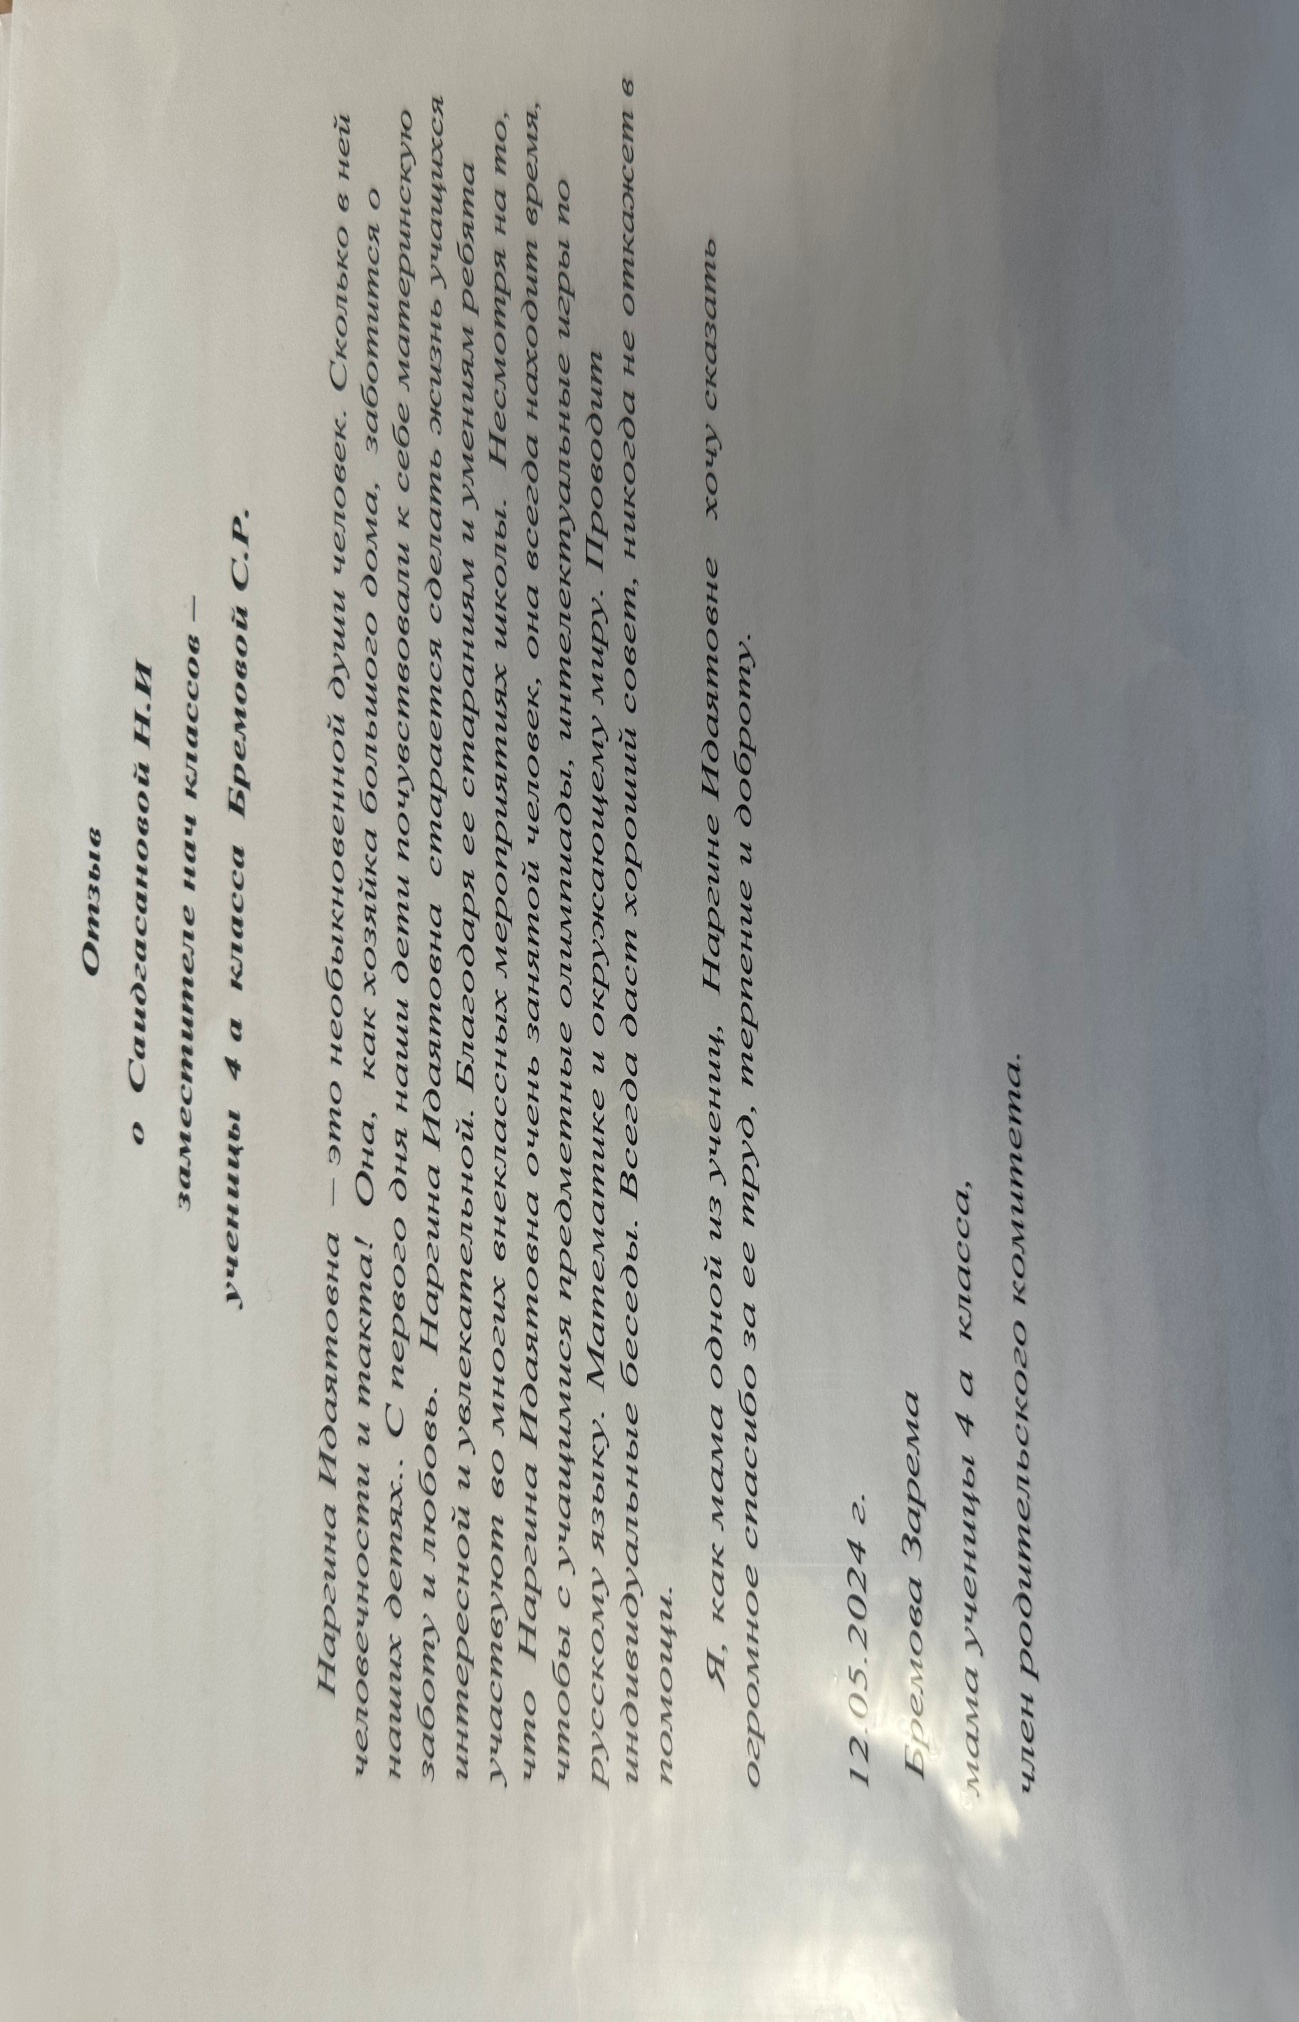 Отзыв
о Саидгасановой Н.И
заместителе нач классов –
ученицы 4 а класса Бремовой С.Р.
Наргина Идаятовна – это необыкновенной души человек. Сколько в ней
человечности и такта! Она, как хозяйка большого дома, заботится о
наших детях.. С первого дня наши дети почувствовали к себе материнскую
заботу и любовь. Наргина Идаятовна старается сделать жизнь учащихся
интересной и увлекательной. Благодаря ее стараниям и умениям ребята
участвуют во многих внеклассных мероприятиях школы. Несмотря на то,
что Наргина Идаятовна очень занятой человек, она всегда находит время,
чтобы с учащимися предметные олимпиады, интелектуальные игры по
русскому языку. Математике и окружающему миру. Проводит
индивидуальные беседы. Всегда даст хороший совет, никогда не откажет в
помощи.
Я, как мама одной из учениц, Наргине Идаятовне хочу сказать
огромное спасибо за ее труд, терпение и доброту.
12.05.2024 г.
Бремова Зарема
мама ученицы 4 а класса,
член родительского комитета.